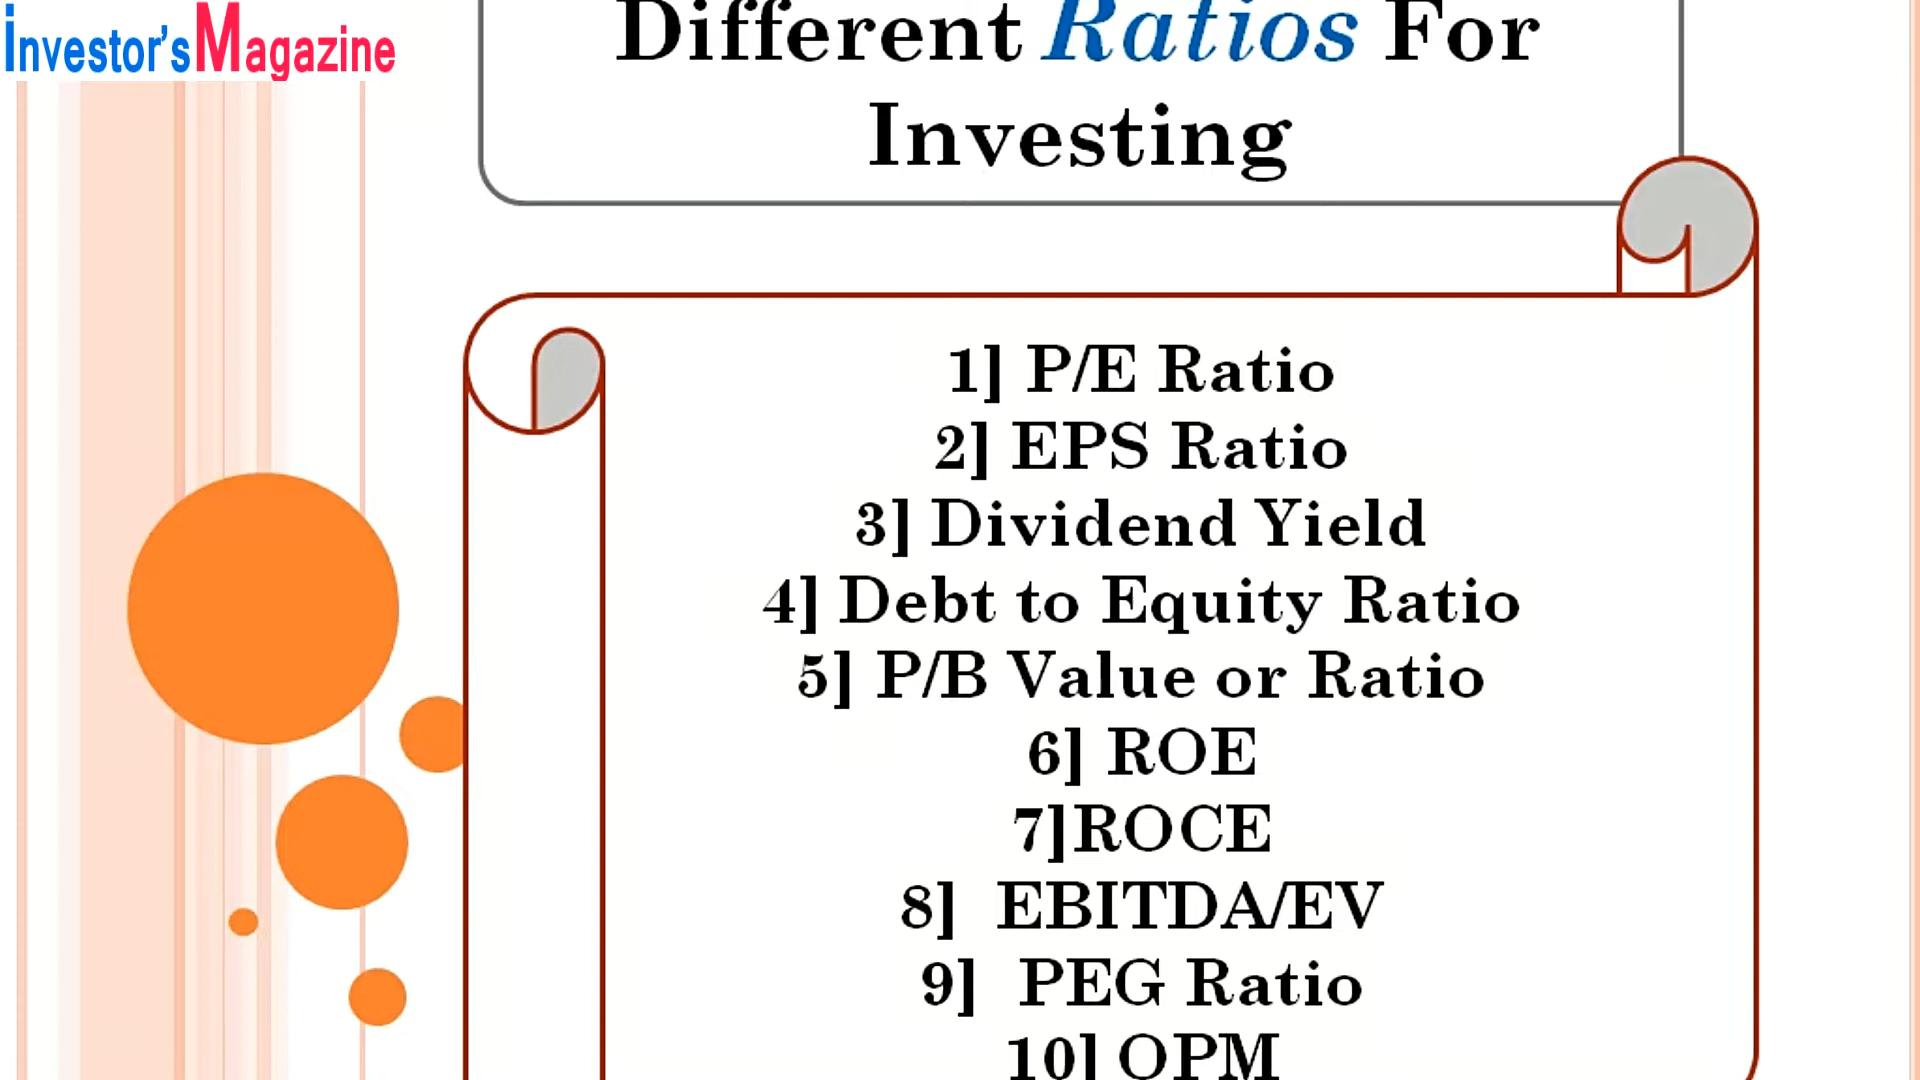 Investor'sMagazine
Different Ratios For
Investing
1] P/E Ratio
2] EPS Ratio
3] Dividend Yield
4] Debt to Equity Ratio
5] P/B Value or Ratio
6] ROE
7]ROCE
8] EBITDA/EV
9] PEG Ratio
10] OPM